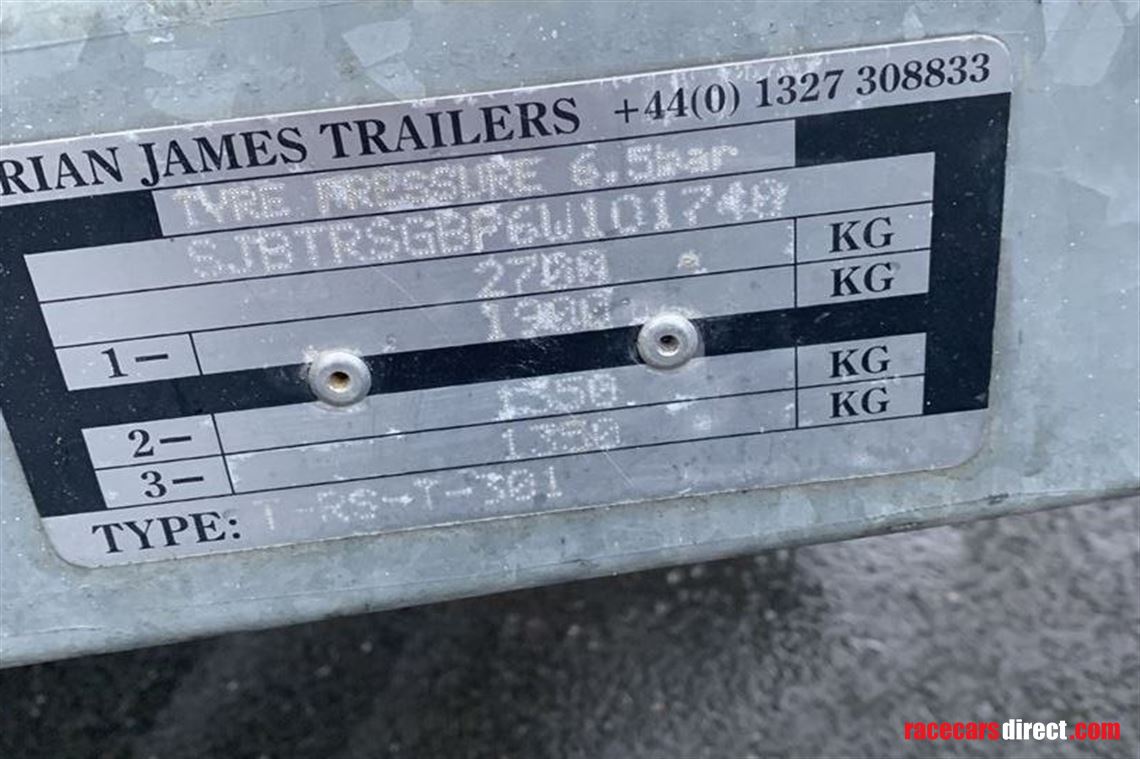 RIAN JAMES TRAILERS +44(0) 1327 308833
TYRE PRESSURE 6.5bar
SJBTRSGBP6W101740
2700 KG
KG
1-
KG
2- 1350 KG
3- TYPE: T-RS-T-301
racecarsdirect.com